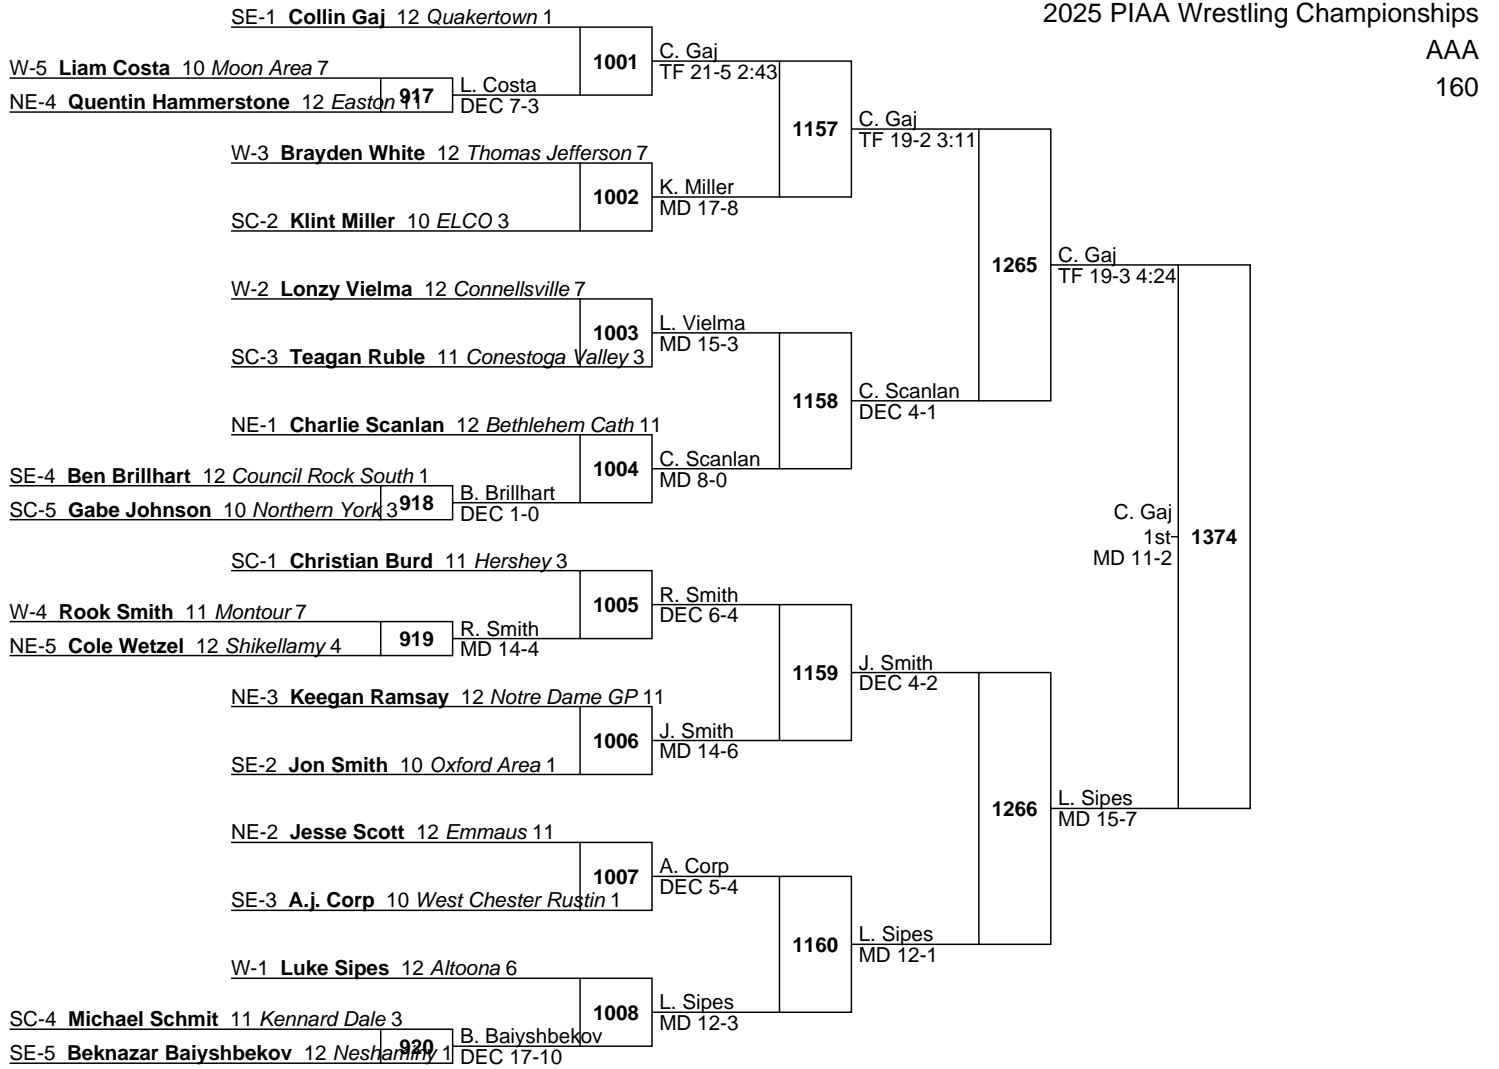 2025 PIAA Wrestling Championships
AAA
160
SE-1 Collin Gaj 12 Quakertown 1
1001
C. Gaj
TF 21-5 2:43
W-5 Liam Costa 10 Moon Area 7
917
L. Costa
DEC 7-3
NE-4 Quentin Hammerstone 12 Easton 11
1157
C. Gaj
TF 19-2 3:11
W-3 Brayden White 12 Thomas Jefferson 7
1002
K. Miller
MD 17-8
SC-2 Klint Miller 10 ELCO 3
1265
C. Gaj
TF 19-3 4:24
W-2 Lonzy Vielma 12 Connellsville 7
1003
L. Vielma
MD 15-3
SC-3 Teagan Ruble 11 Conestoga Valley 3
1158
C. Scanlan
DEC 4-1
NE-1 Charlie Scanlan 12 Bethlehem Cath 11
1004
C. Scanlan
MD 8-0
SE-4 Ben Brillhart 12 Council Rock South 1
918
B. Brillhart
DEC 1-0
SC-5 Gabe Johnson 10 Northern York 3
C. Gaj
1st
MD 11-2
1374
SC-1 Christian Burd 11 Hershey 3
1005
R. Smith
DEC 6-4
W-4 Rook Smith 11 Montour 7
919
R. Smith
MD 14-4
NE-5 Cole Wetzel 12 Shikellamy 4
1159
J. Smith
DEC 4-2
NE-3 Keegan Ramsay 12 Notre Dame GP 11
1006
J. Smith
MD 14-6
SE-2 Jon Smith 10 Oxford Area 1
1266
L. Sipes
MD 15-7
NE-2 Jesse Scott 12 Emmaus 11
1007
A. Corp
DEC 5-4
SE-3 A.j. Corp 10 West Chester Rustin 1
1160
L. Sipes
MD 12-1
W-1 Luke Sipes 12 Altoona 6
1008
L. Sipes
MD 12-3
SC-4 Michael Schmit 11 Kennard Dale 3
920
B. Baiyshbekov
DEC 17-10
SE-5 Beknazar Baiyshbekov 12 Neshaminy 1